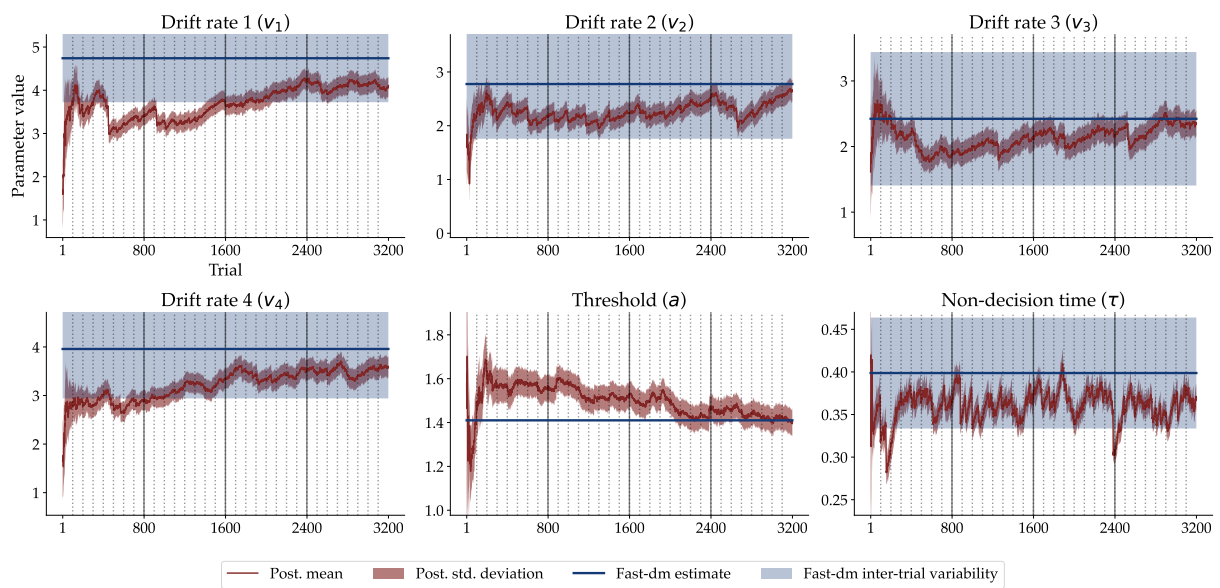 Drift rate 1 (v₁)
Drift rate 2 (v₂)
Drift rate 3 (v₃)
5
4
3
2
1
Parameter value
1 800 1600 2400 3200
Trial
3
2
1
0
1 800 1600 2400 3200
3
2
1
1 800 1600 2400 3200
Drift rate 4 (v₄)
Threshold (a)
Non-decision time (τ)
4
3
2
1
1 800 1600 2400 3200
1.8
1.6
1.4
1.2
1.0
1 800 1600 2400 3200
0.45
0.40
0.35
0.30
0.25
1 800 1600 2400 3200
Post. mean Post. std. deviation Fast-dm estimate Fast-dm inter-trial variability